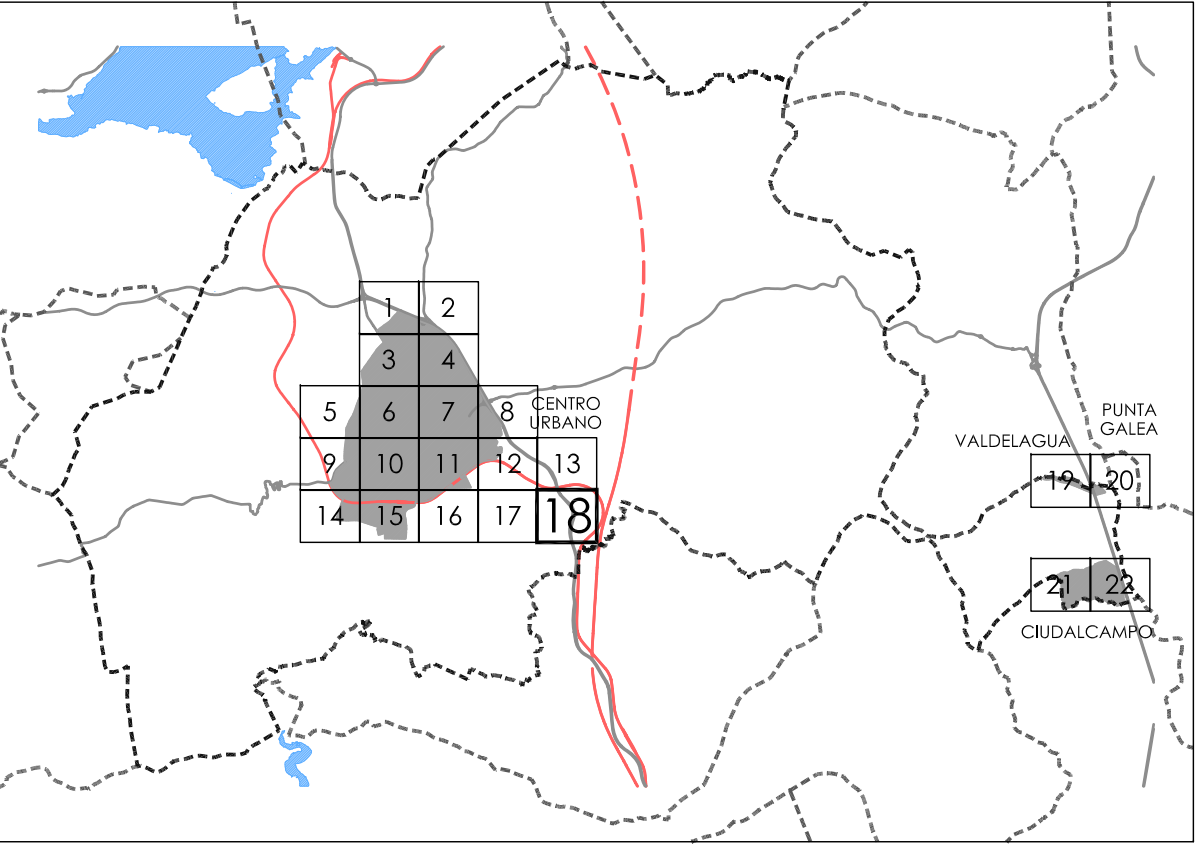 1 2
3 4
5 6 7 8 CENTRO
URBANO
PUNTA
GALEA
VALDELAGUA
9 10 11 12 13
19 20
14 15 16 17 18
21 22
CIUDALCAMPO